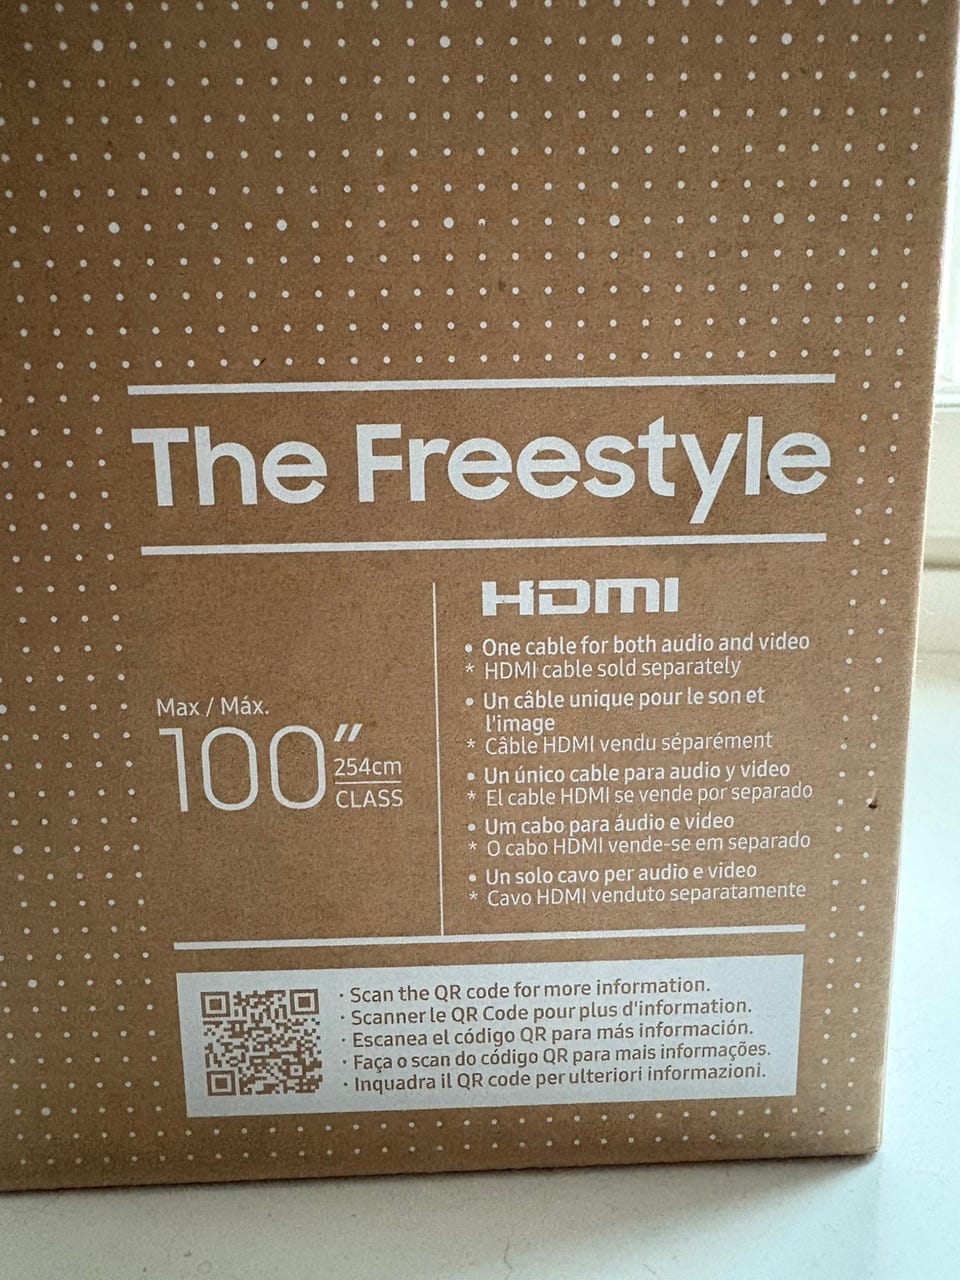 The Freestyle
Max / Máx.
100”
254cm
CLASS
HDMI
• One cable for both audio and video
* HDMI cable sold separately
• Un câble unique pour le son et
l'image
* Câble HDMI vendu séparément
• Un único cable para audio y video
* El cable HDMI se vende por separado
• Um cabo para áudio e video
* O cabo HDMI vende-se em separado
• Un solo cavo per audio e video
* Cavo HDMI venduto separatamente
· Scan the QR code for more information.
· Scanner le QR Code pour plus d'information.
· Escanea el código QR para más información.
· Faça o scan do código QR para mais informações.
· Inquadra il QR code per ulteriori informazioni.